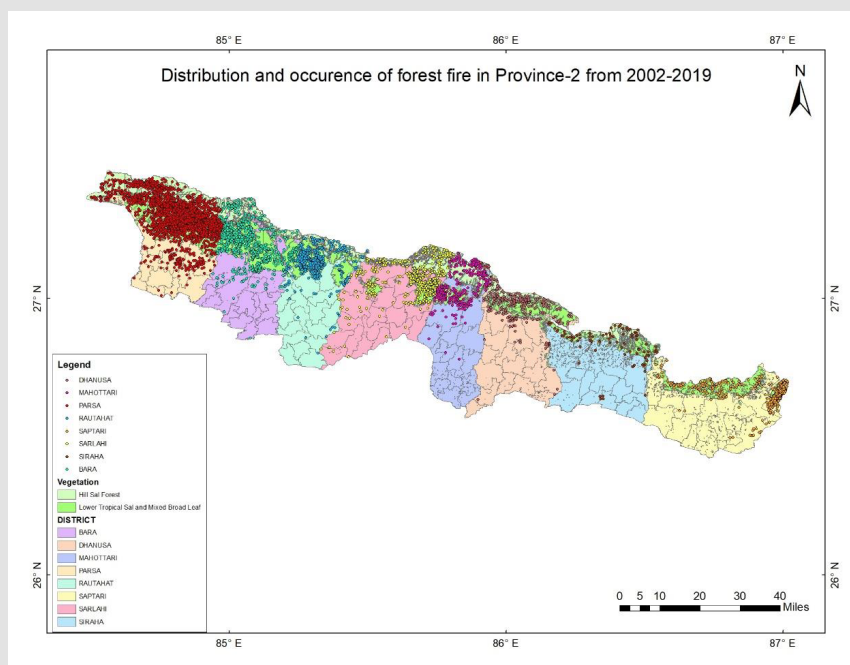 85° E
86° E
87° E
Distribution and occurence of forest fire in Province-2 from 2002-2019
N
27° N
27° N
Legend
DHANUSA
MAHOTTARI
PARSA
RAUTAHAT
SAPTARI
SARLAHI
SIRAHA
BARA
Vegetation
Hill Sal Forest
Lower Tropical Sal and Mixed Broad Leaf
DISTRICT
BARA
DHANUSA
MAHOTTARI
PARSA
RAUTAHAT
SAPTARI
SARLAHI
SIRAHA
26° N
26° N
0 5 10 20 30 40
Miles
85° E
86° E
87° E